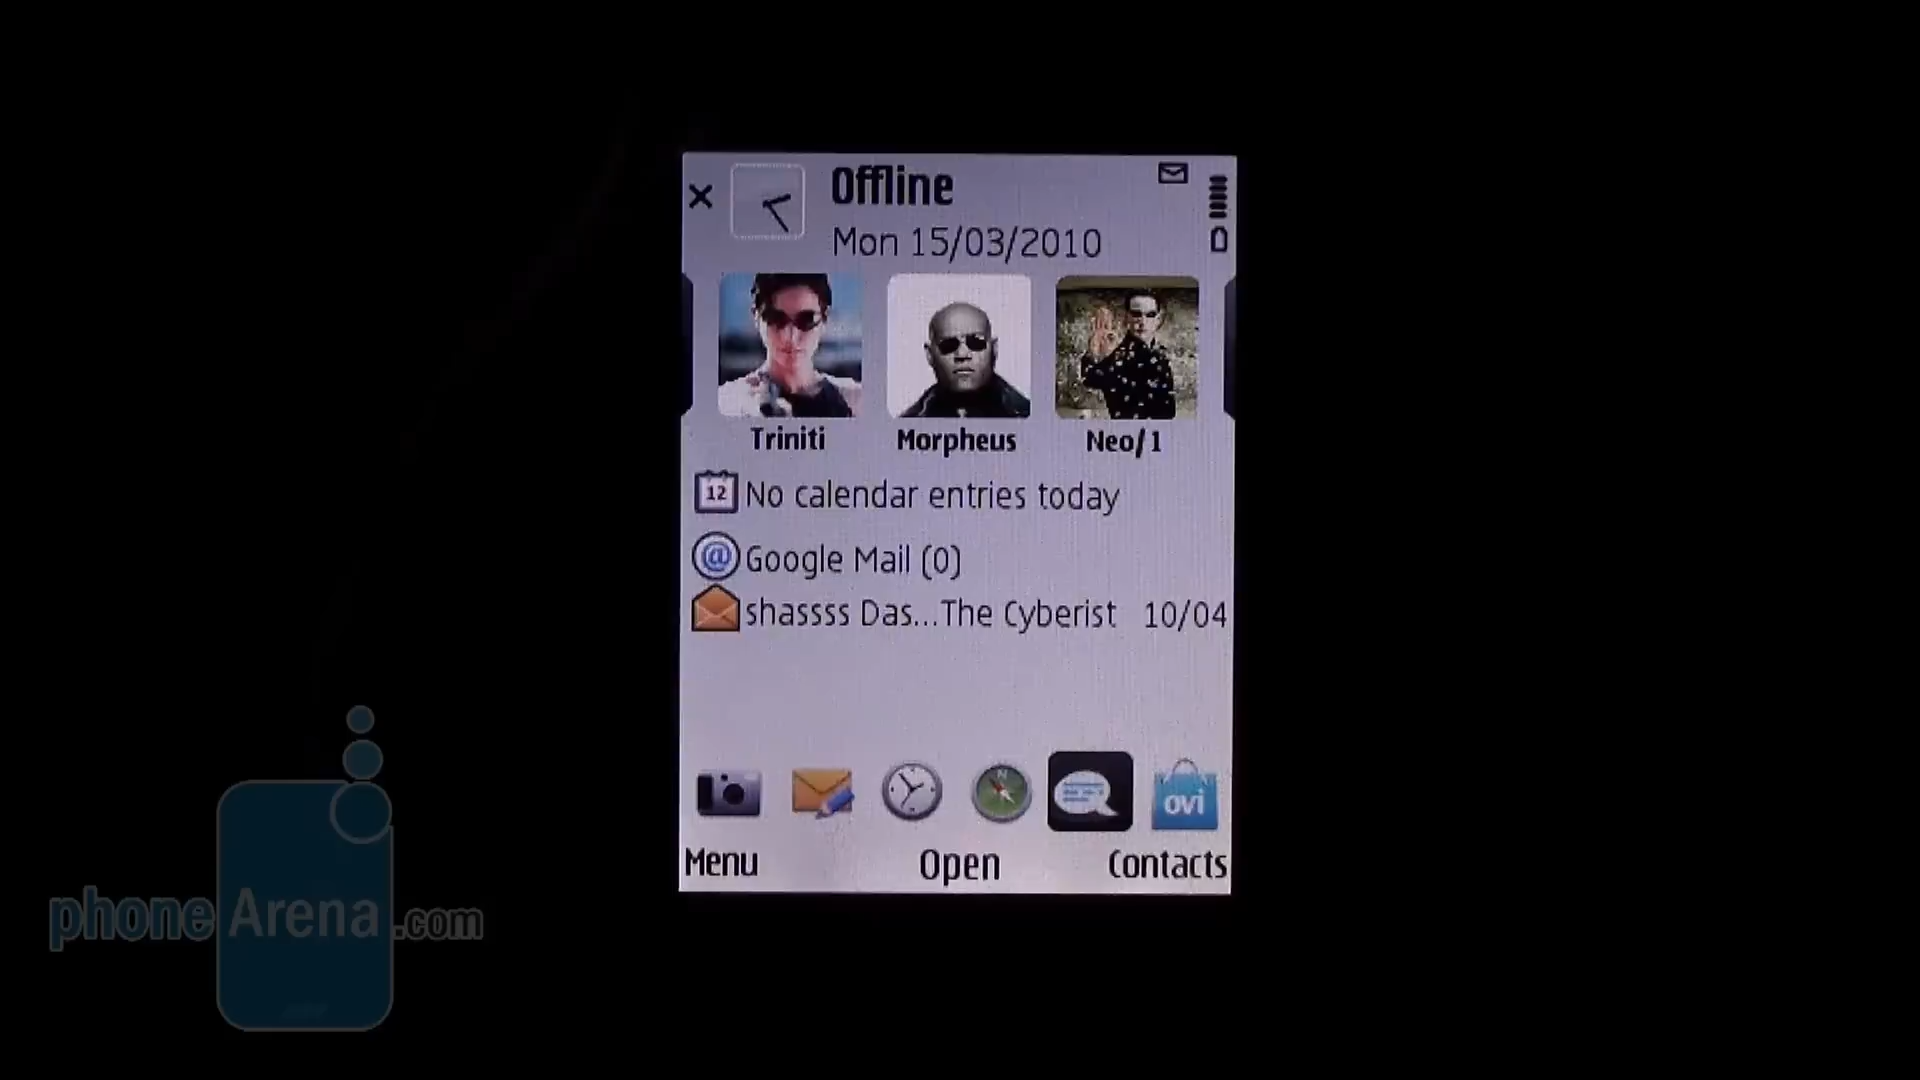 Offline
Mon 15/03/2010
Triniti Morpheus Neo/1
12 No calendar entries today
@ Google Mail (0)
shassss Das...The Cyberist 10/04
N
ovi
Menu Open Contacts
phoneArena.com